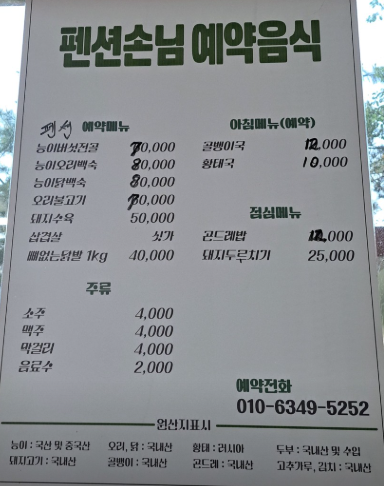 펜션손님 예약음식
펜션 예약메뉴
능이버섯전골 70,000
능이오리백숙 80,000
능이닭백숙 80,000
오리불고기 70,000
돼지수육 50,000
삼겹살 싯가
뼈없는닭발 1kg 40,000
주류
소주 4,000
맥주 4,000
막걸리 4,000
음료수 2,000
아침메뉴(예약)
골뱅이국 12,000
황태국 10,000
점심메뉴
곤드레밥 12,000
돼지두루치기 25,000
예약전화
010-6349-5252
원산지표시
능이 : 국산 및 중국산 오리, 닭 : 국내산 황태 : 러시아 두부 : 국내산 및 수입
돼지고기 : 국내산 골뱅이 : 국내산 곤드레 : 국내산 고추가루, 김치 : 국내산